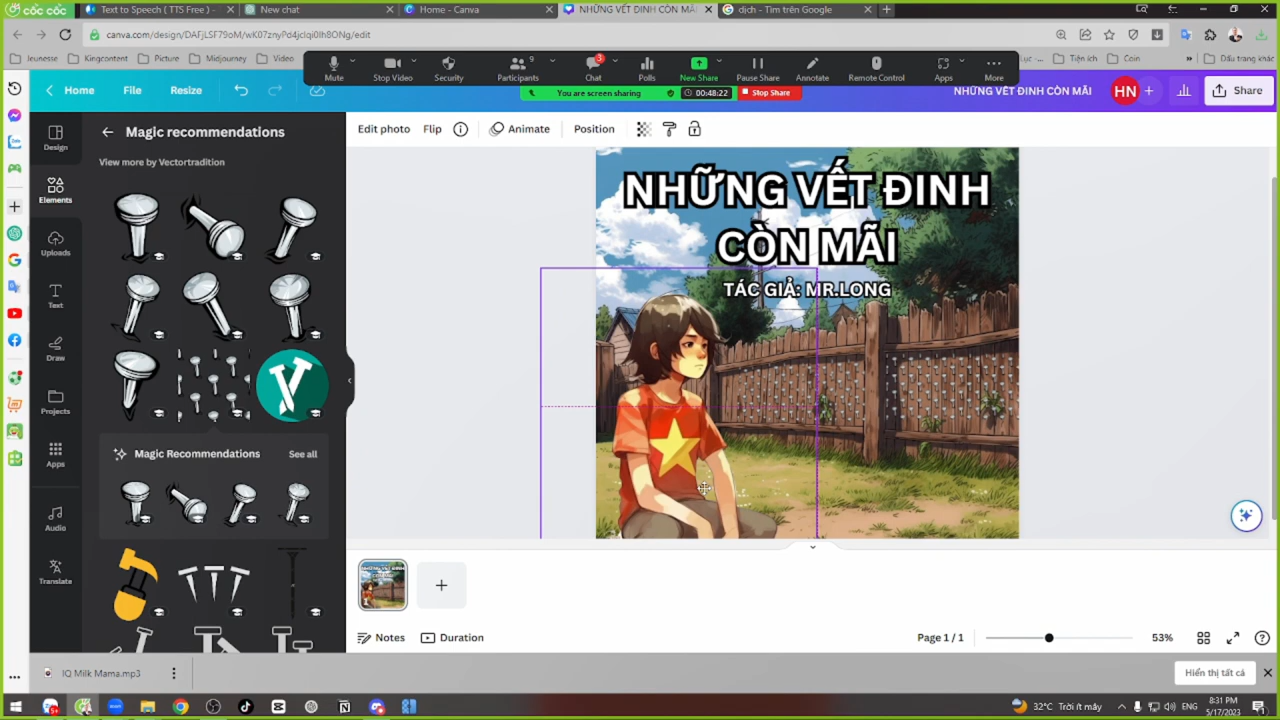 CỐC CỐC
Text to Speech ( TTS Free ) -
New chat
Home - Canva
NHỮNG VẾT ĐINH CÒN MÃI
dịch - Tìm trên Google
canva.com/design/DAFjLSF79oM/wK07znyPd4jclqi0Ih8ONg/edit
Jeunesse
Kingcontent
Picture
Midjourney
Video
Tiện ích
Coin
Dấu trang khác
Mute
Stop Video
Security
9
Participants
3
Chat
Polls
New Share
Pause Share
Annotate
Remote Control
Apps
More
You are screen sharing
00:48:22
Stop Share
Home
File
Resize
NHỮNG VẾT ĐINH CÒN MÃI
HN
Share
Design
Elements
Uploads
Text
Draw
Projects
Apps
Audio
Translate
Magic recommendations
View more by Vectortradition
Magic Recommendations
See all
Edit photo
Flip
Animate
Position
NHỮNG VẾT ĐINH
CÒN MÃI
TÁC GIẢ: MR.LONG
Notes
Duration
Page 1 / 1
53%
IQ Milk Mama.mp3
Hiển thị tất cả
32°C Trời ít mây
ENG
8:31 PM
5/17/2023